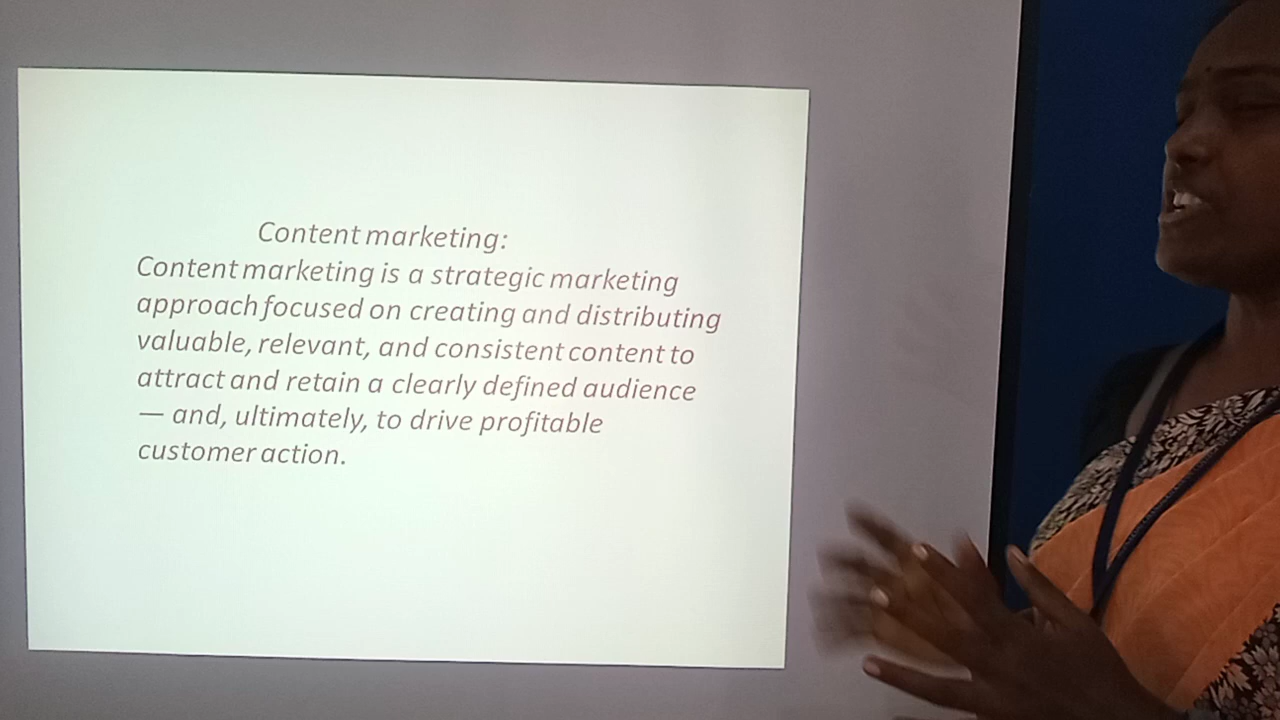 Content marketing:
Content marketing is a strategic marketing
approach focused on creating and distributing
valuable, relevant, and consistent content to
attract and retain a clearly defined audience
— and, ultimately, to drive profitable
customer action.